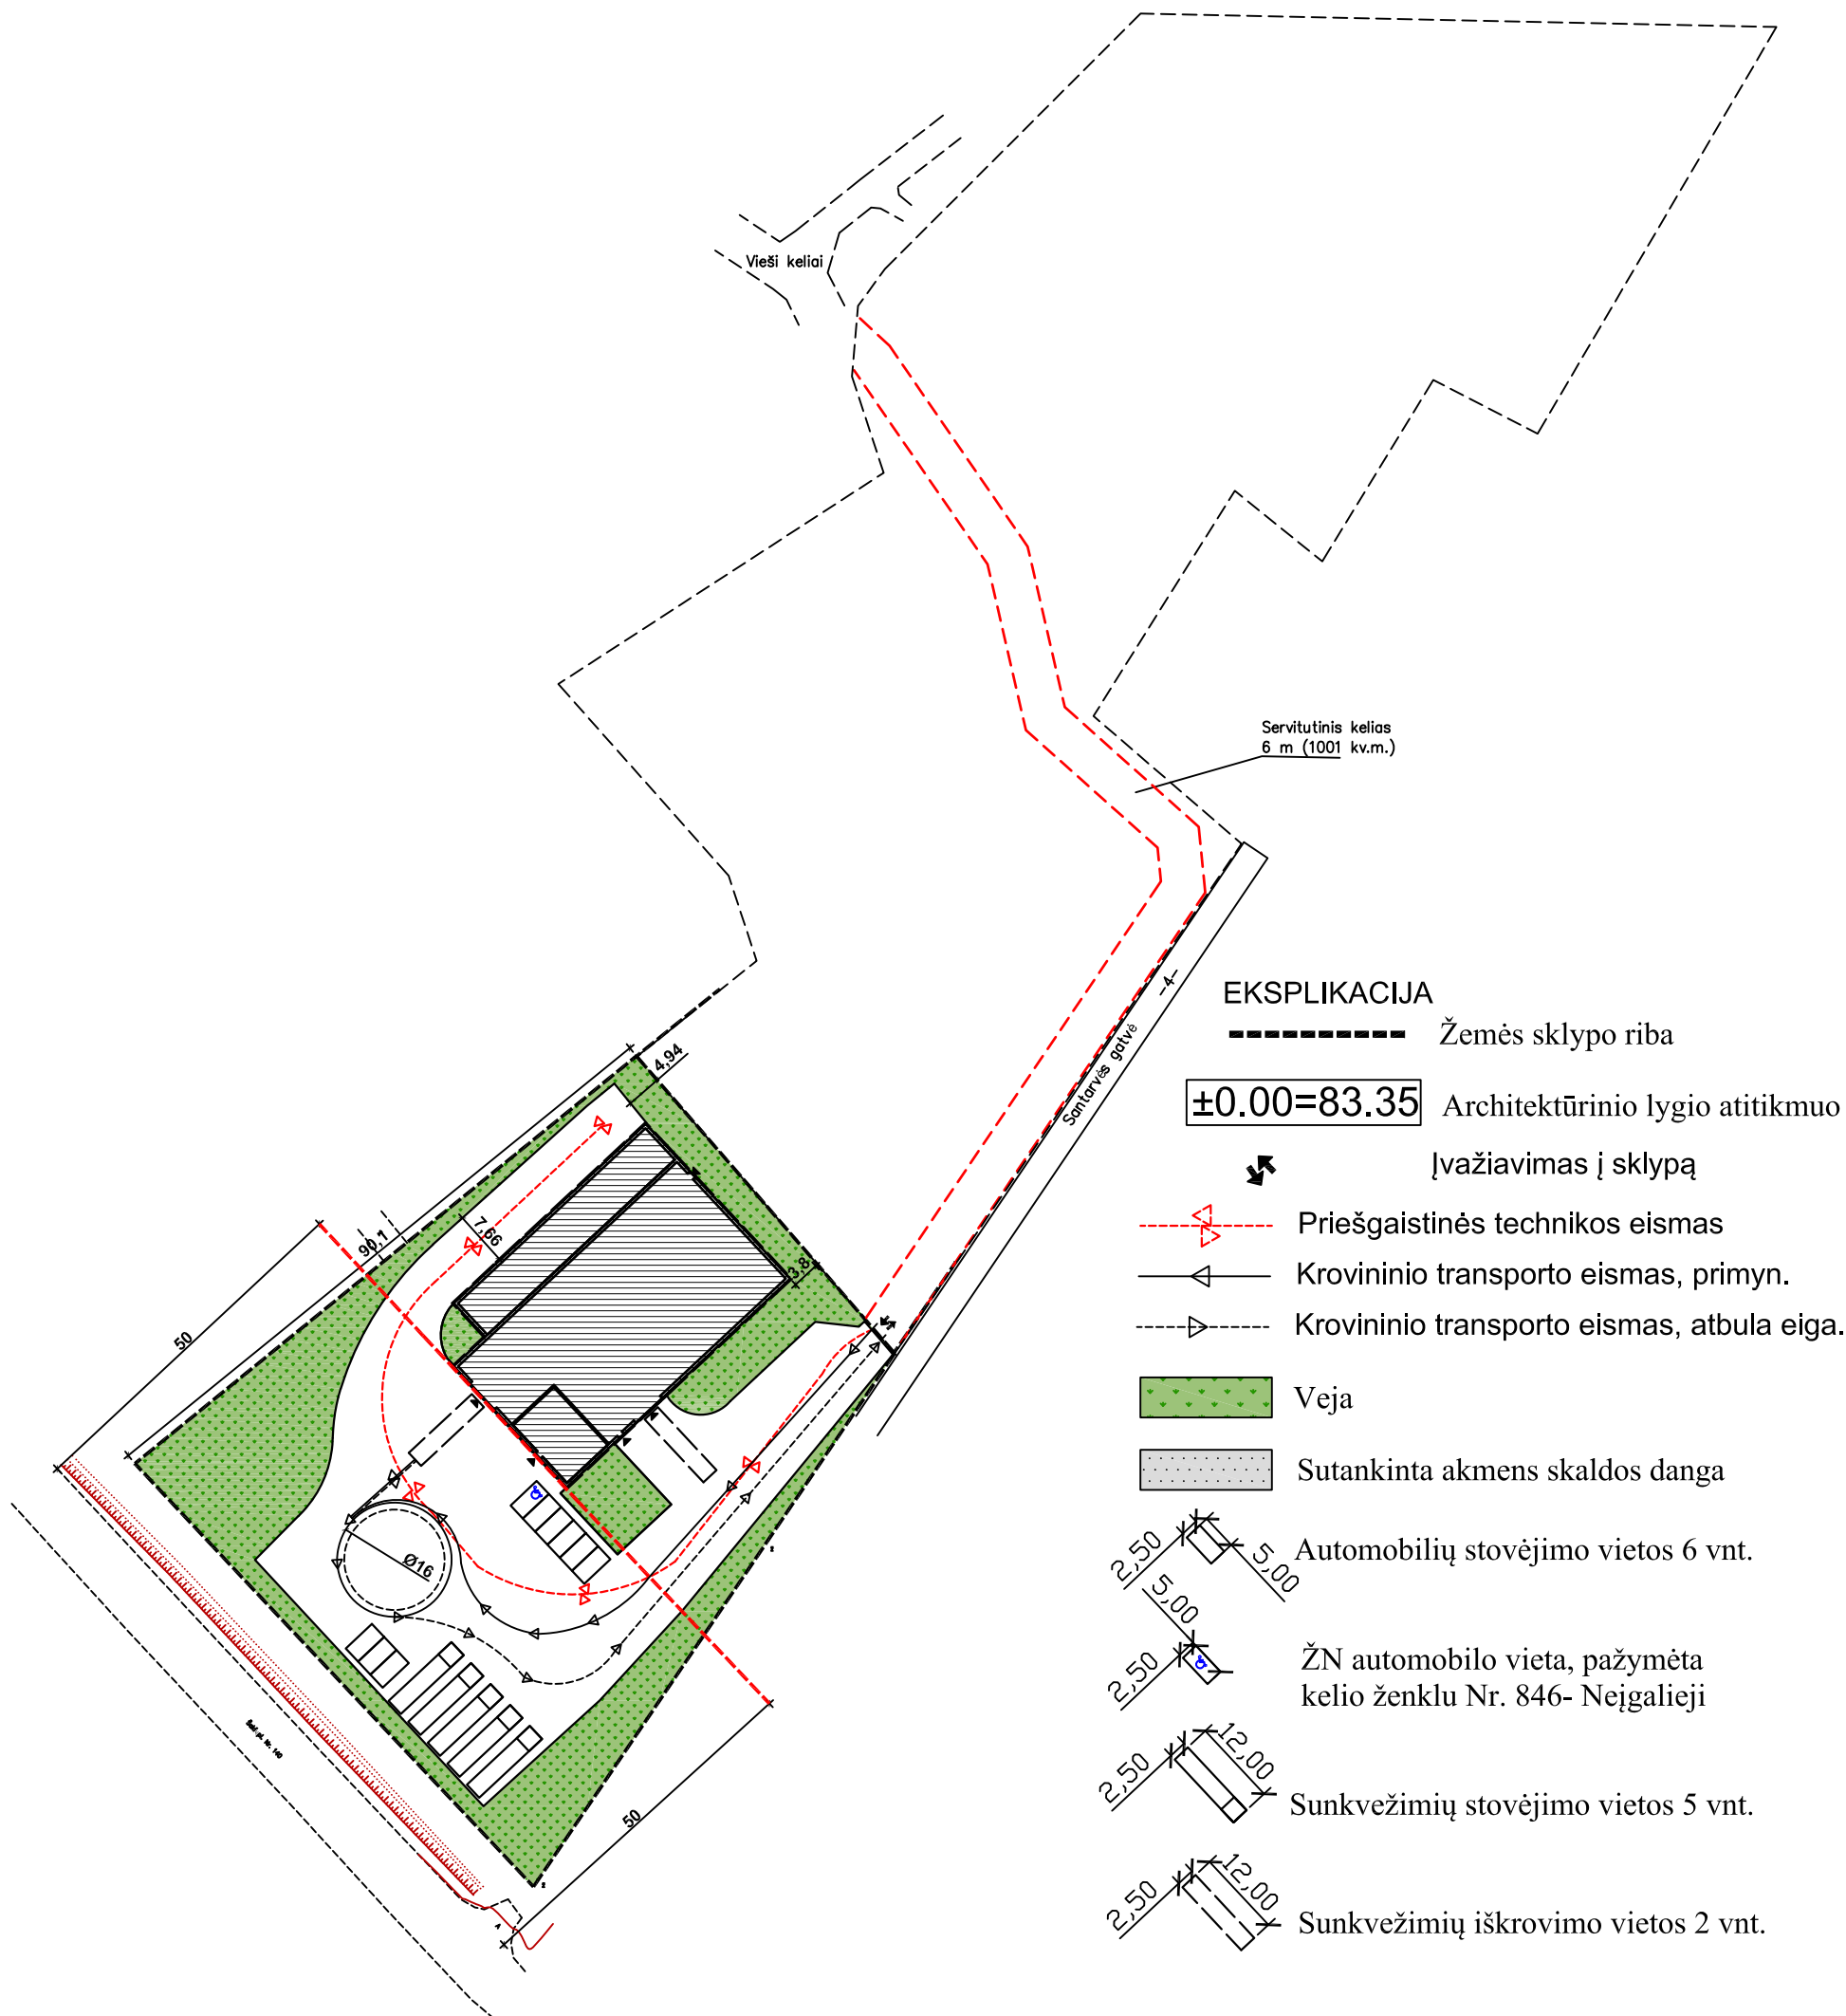 Vieši keliai
Servitutinis kelias
6 m (1001 kv.m.)
-4-
Santarvės gatvė
4,94
7,66
90,1
3,8
50
Ø16
50
EKSPLIKACIJA
Žemės sklypo riba
±0.00=83.35
Architektūrinio lygio atitikmuo
Įvažiavimas į sklypą
Priešgaistinės technikos eismas
Krovininio transporto eismas, primyn.
Krovininio transporto eismas, atbula eiga.
Veja
Sutankinta akmens skaldos danga
2,50
5,00
Automobilių stovėjimo vietos 6 vnt.
5,00
2,50
ŽN automobilo vieta, pažymėta
kelio ženklu Nr. 846- Neįgalieji
2,50
12,00
Sunkvežimių stovėjimo vietos 5 vnt.
2,50
12,00
Sunkvežimių iškrovimo vietos 2 vnt.